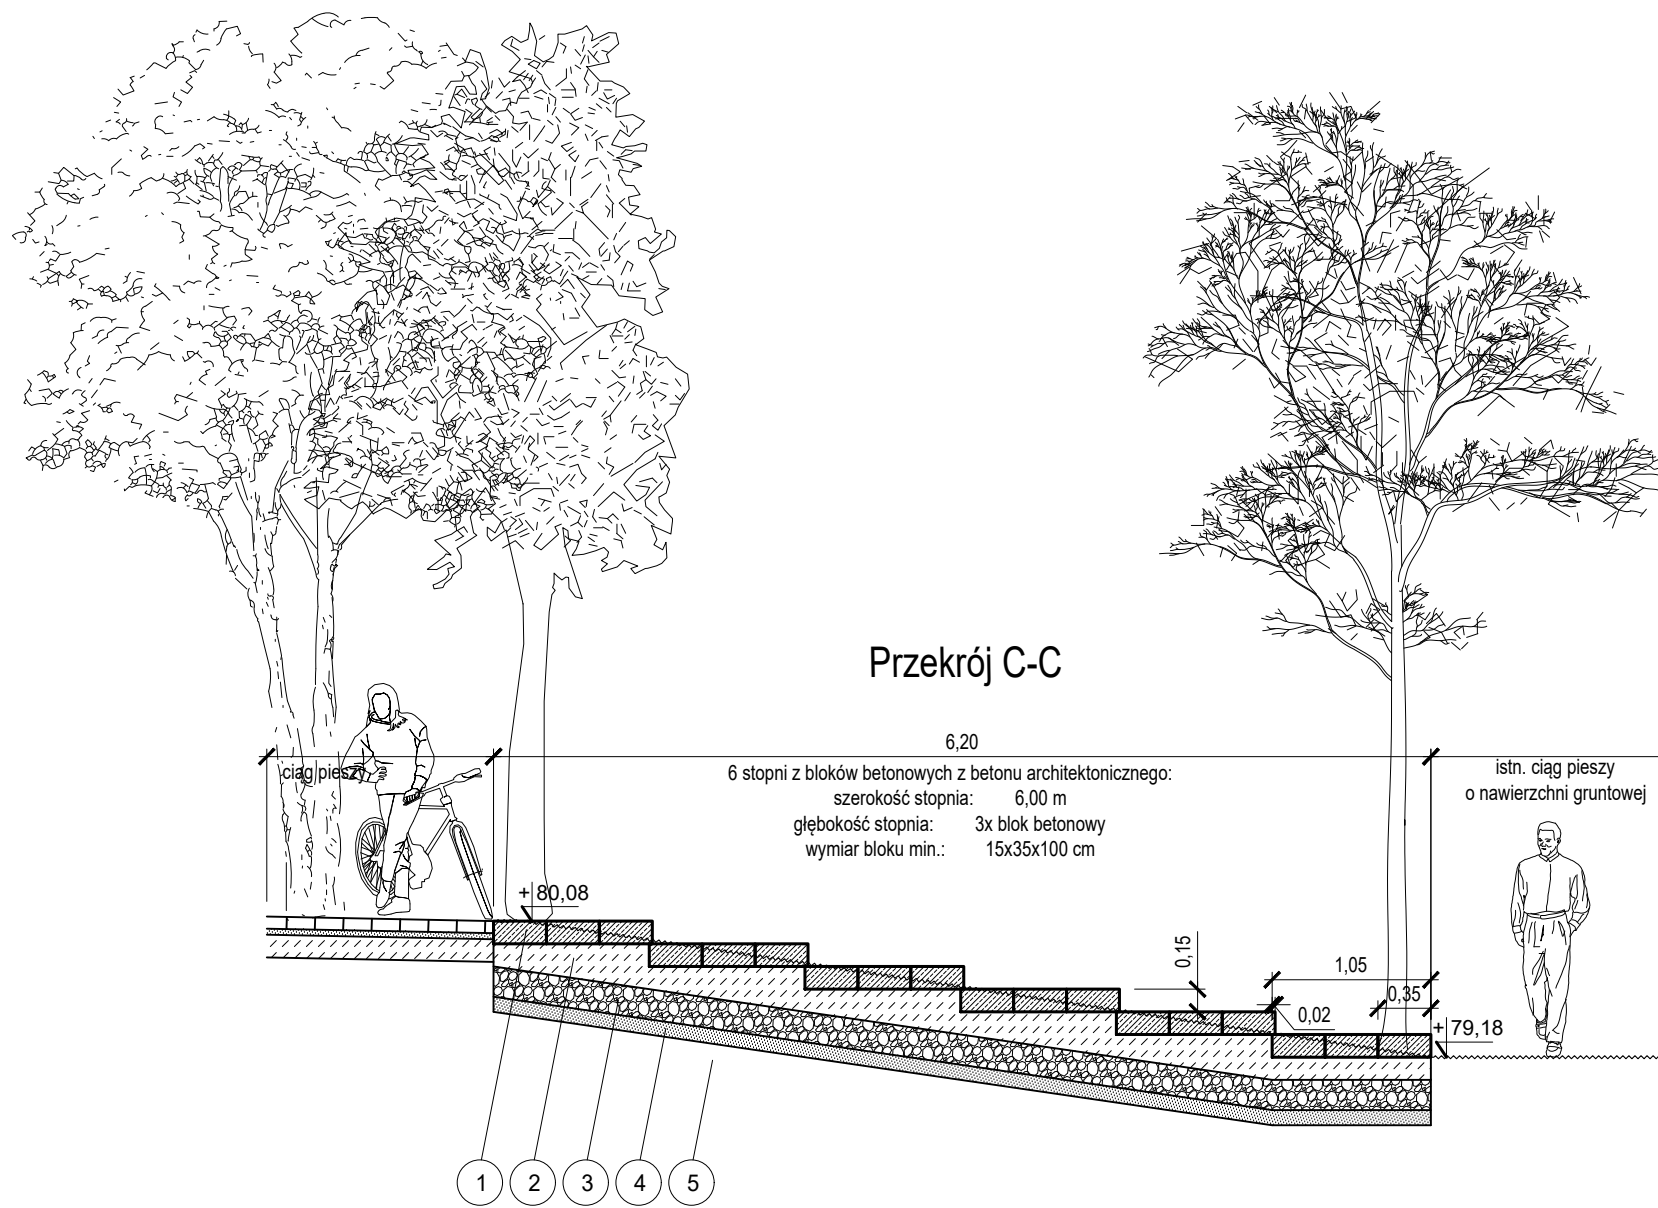 Przekrój C-C
6,20
ciąg pieszy
6 stopni z bloków betonowych z betonu architektonicznego:
szerokość stopnia: 6,00 m
głębokość stopnia: 3x blok betonowy
wymiar bloku min.: 15x35x100 cm
istn. ciąg pieszy
o nawierzchni gruntowej
+ 80,08
0,15
1,05
0,35
0,02
+ 79,18
1 2 3 4 5